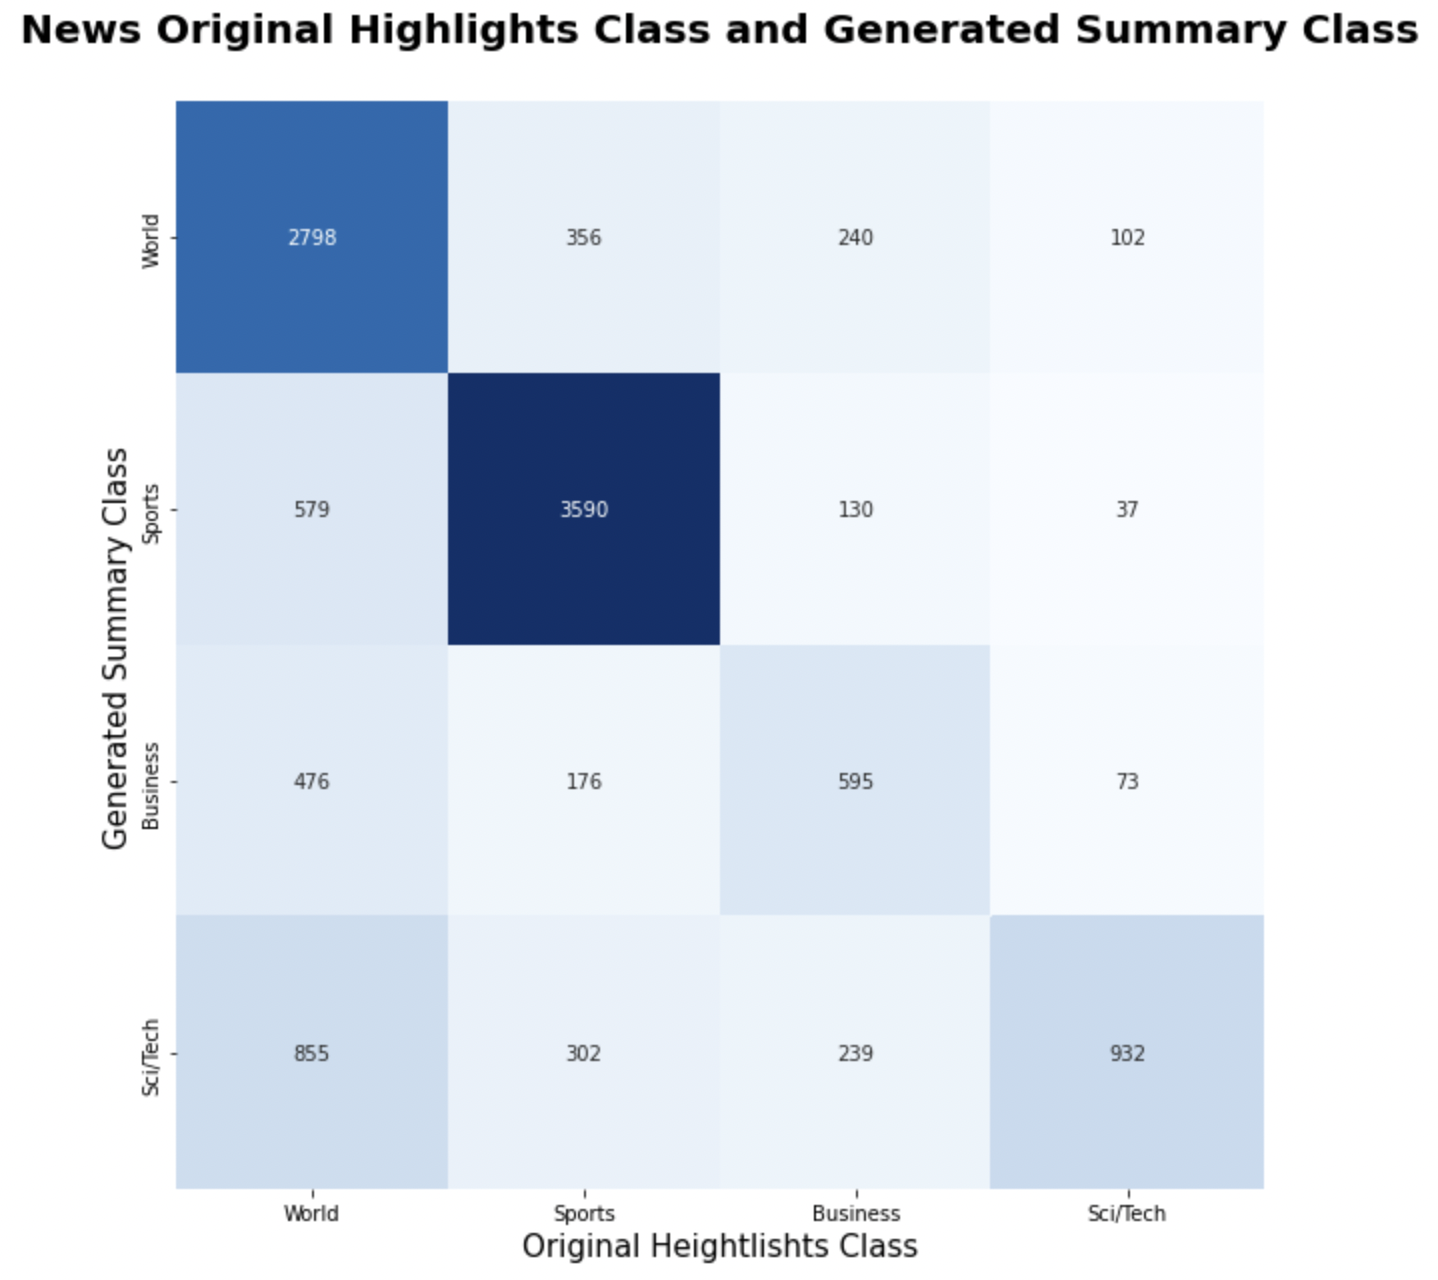 News Original Highlights Class and Generated Summary Class
World
2798 356 240 102
Sports
579 3590 130 37
Business
476 176 595 73
Sci/Tech
855 302 239 932
Generated Summary Class
World Sports Business Sci/Tech
Original Heightlishts Class